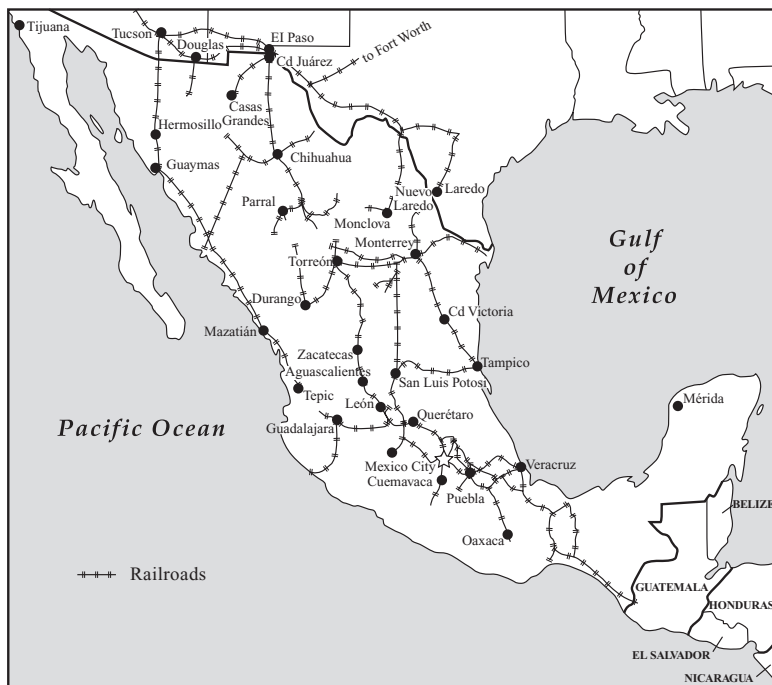 Tijuana
Tucson
Douglas
El Paso
Cd Juárez
to Fort Worth
Casas
Grandes
Hermosillo
Guaymas
Chihuahua
Parral
Monclova
Nuevo
Laredo
Laredo
Monterrey
Torreón
Durango
Gulf
of
Mexico
Cd Victoria
Mazatián
Zacatecas
Aguascalientes
Tampico
San Luis Potosí
Tepic
León
Querétaro
Guadalajara
Mérida
Pacific Ocean
Mexico City
Cuemavaca
Veracruz
Puebla
Oaxaca
BELIZE
Railroads
GUATEMALA
HONDURAS
EL SALVADOR
NICARAGUA